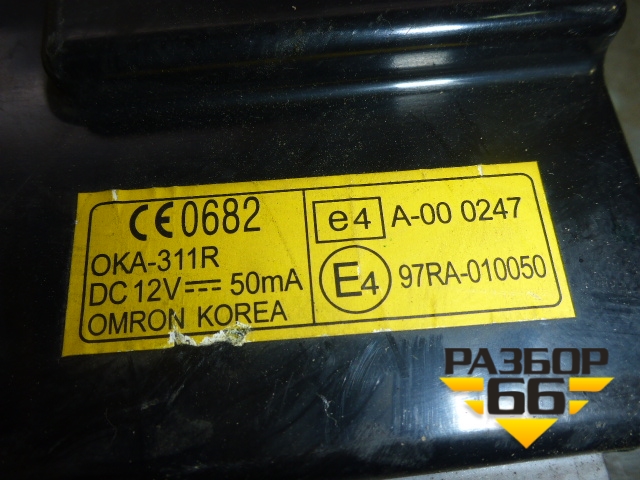 CE0682
OKA-311R
DC 12V⎓ 50mA
OMRON KOREA
e4 A-00 0247
E4 97RA-010050
РАЗБОР
66